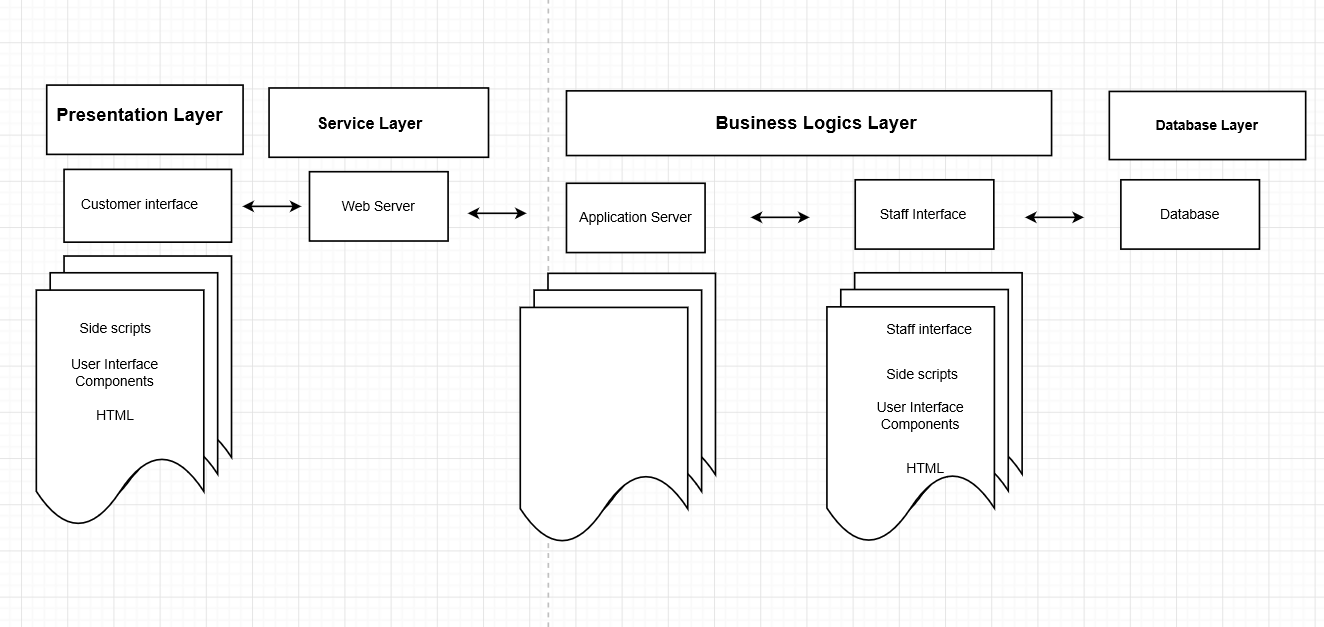 Presentation Layer
Service Layer
Business Logics Layer
Database Layer
Customer interface
Web Server
Application Server
Staff Interface
Database
Side scripts
User Interface
Components
HTML
Staff interface
Side scripts
User Interface
Components
HTML